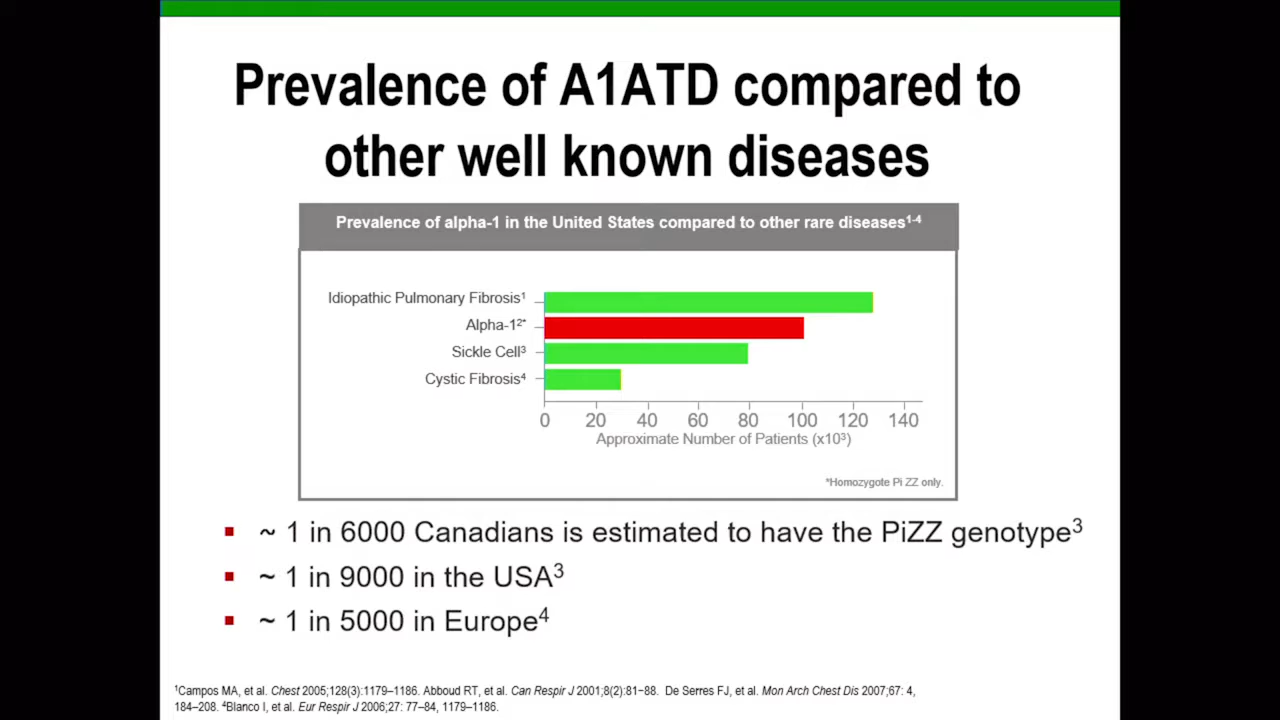 Prevalence of A1ATD compared to
other well known diseases
Prevalence of alpha-1 in the United States compared to other rare diseases¹⁻⁴
Idiopathic Pulmonary Fibrosis¹
Alpha-1²*
Sickle Cell³
Cystic Fibrosis⁴
0 20 40 60 80 100 120 140
Approximate Number of Patients (x10³)
*Homozygote Pi ZZ only.
▪ ~ 1 in 6000 Canadians is estimated to have the PiZZ genotype³
▪ ~ 1 in 9000 in the USA³
▪ ~ 1 in 5000 in Europe⁴
¹Campos MA, et al. Chest 2005;128(3):1179–1186. Abboud RT, et al. Can Respir J 2001;8(2):81−88. De Serres FJ, et al. Mon Arch Chest Dis 2007;67: 4,
184–208. ⁴Blanco I, et al. Eur Respir J 2006;27: 77–84, 1179–1186.